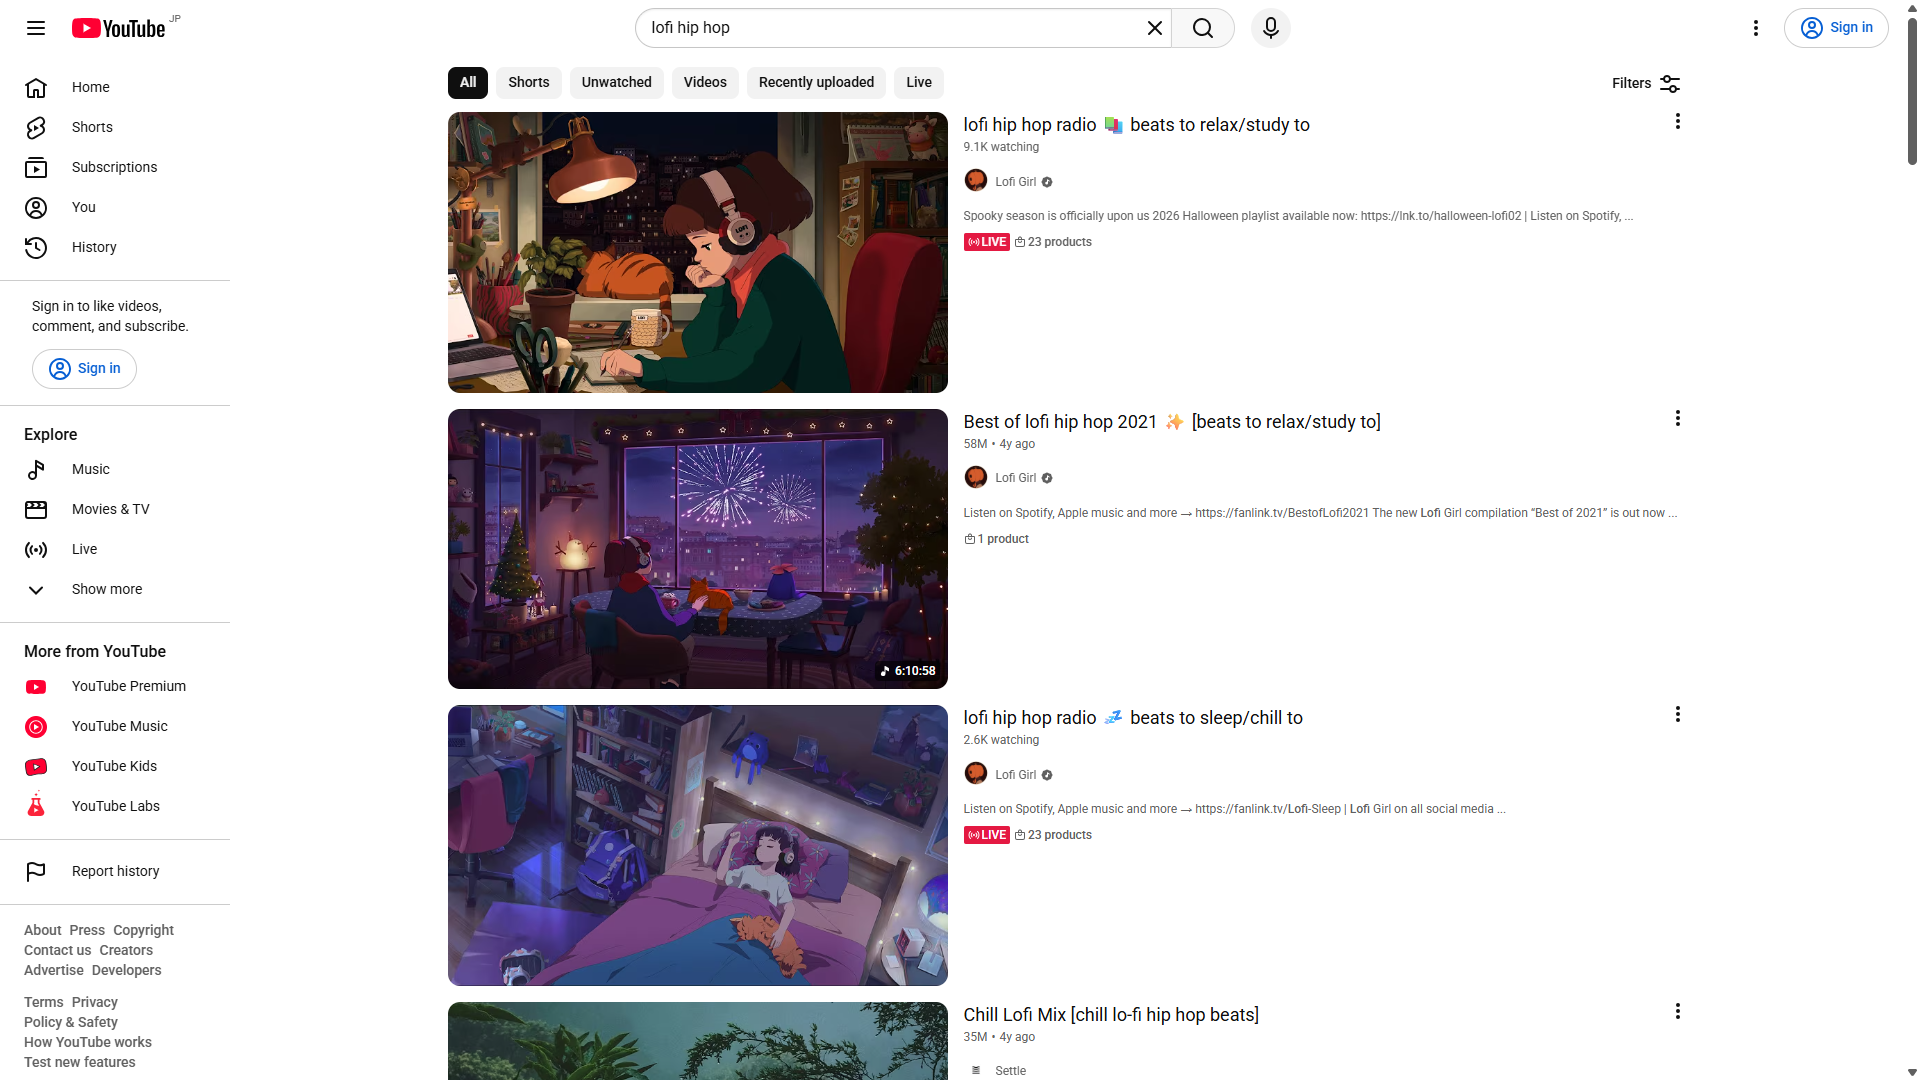 YouTube JP
lofi hip hop
Sign in
Home
Shorts
Subscriptions
You
History
Sign in to like videos,
comment, and subscribe.
Sign in
Explore
Music
Movies & TV
Live
Show more
More from YouTube
YouTube Premium
YouTube Music
YouTube Kids
YouTube Labs
Report history
About Press Copyright
Contact us Creators
Advertise Developers
Terms Privacy
Policy & Safety
How YouTube works
Test new features
All Shorts Unwatched Videos Recently uploaded Live
Filters
lofi hip hop radio 📚 beats to relax/study to
9.1K watching
Lofi Girl
Spooky season is officially upon us 2026 Halloween playlist available now: https://lnk.to/halloween-lofi02 | Listen on Spotify, ...
LIVE 23 products
LOFI
LOFI
6:10:58
Best of lofi hip hop 2021 ✨ [beats to relax/study to]
58M • 4y ago
Lofi Girl
Listen on Spotify, Apple music and more → https://fanlink.tv/BestofLofi2021 The new Lofi Girl compilation “Best of 2021” is out now ...
1 product
lofi hip hop radio 💤 beats to sleep/chill to
2.6K watching
Lofi Girl
Listen on Spotify, Apple music and more → https://fanlink.tv/Lofi-Sleep | Lofi Girl on all social media ...
LIVE 23 products
Chill Lofi Mix [chill lo-fi hip hop beats]
35M • 4y ago
Settle